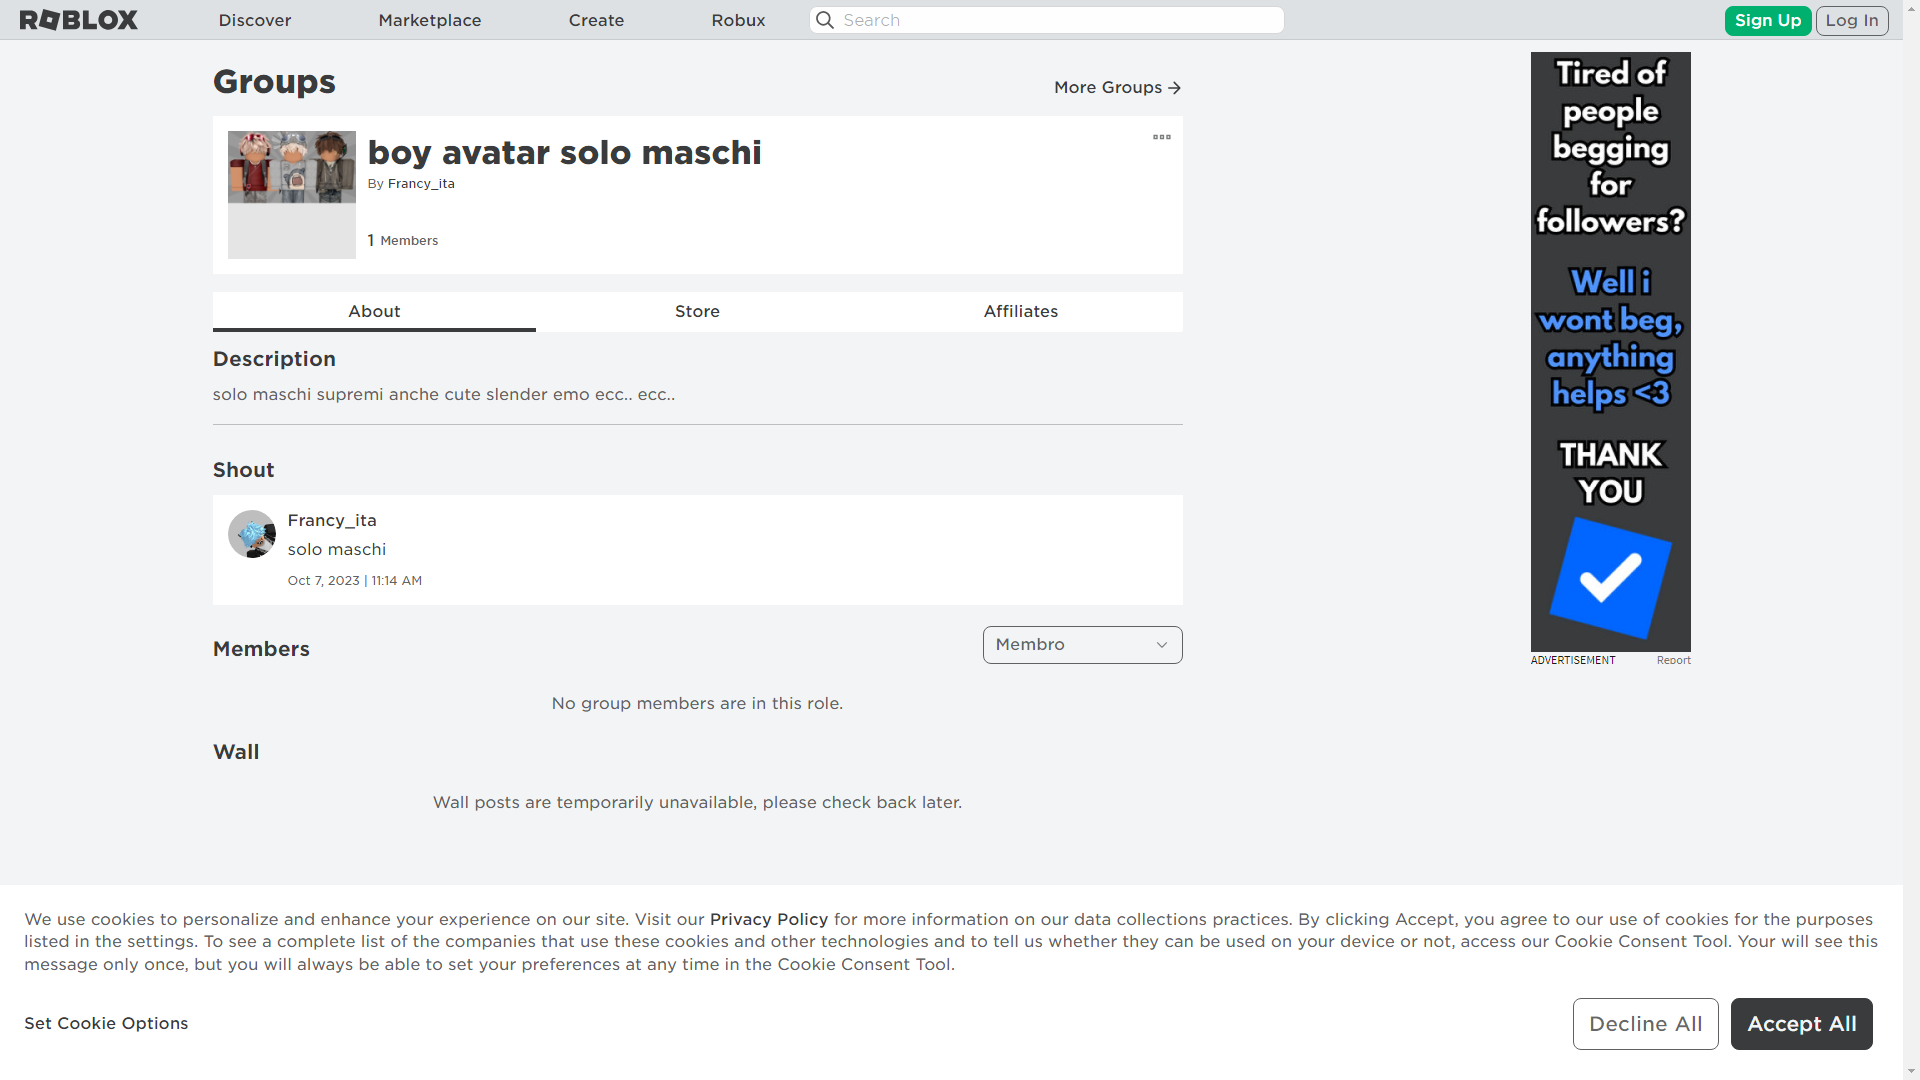 ROBLOX
Discover
Marketplace
Create
Robux
Search
Sign Up
Log In
Groups
More Groups
boy avatar solo maschi
By Francy_ita
1 Members
About
Store
Affiliates
Description
solo maschi supremi anche cute slender emo ecc.. ecc..
Shout
Francy_ita
solo maschi
Oct 7, 2023 | 11:14 AM
Members
Membro
No group members are in this role.
Wall
Wall posts are temporarily unavailable, please check back later.
Tired of
people
begging
for
followers?
Well i
wont beg,
anything
helps <3
THANK
YOU
ADVERTISEMENT
Report
We use cookies to personalize and enhance your experience on our site. Visit our Privacy Policy for more information on our data collections practices. By clicking Accept, you agree to our use of cookies for the purposes
listed in the settings. To see a complete list of the companies that use these cookies and other technologies and to tell us whether they can be used on your device or not, access our Cookie Consent Tool. Your will see this
message only once, but you will always be able to set your preferences at any time in the Cookie Consent Tool.
Set Cookie Options
Decline All
Accept All